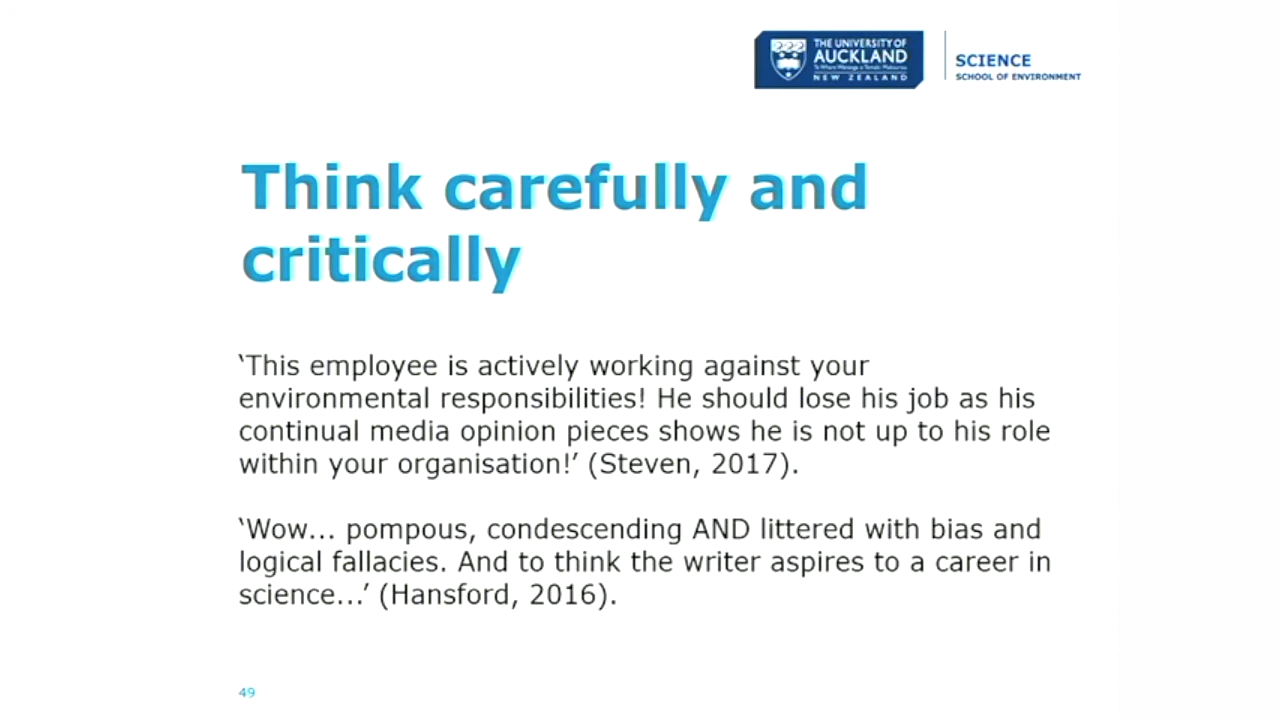 THE UNIVERSITY OF
AUCKLAND
NEW ZEALAND
SCIENCE
SCHOOL OF ENVIRONMENT
Think carefully and
critically
‘This employee is actively working against your
environmental responsibilities! He should lose his job as his
continual media opinion pieces shows he is not up to his role
within your organisation!’ (Steven, 2017).
‘Wow... pompous, condescending AND littered with bias and
logical fallacies. And to think the writer aspires to a career in
science...’ (Hansford, 2016).
49